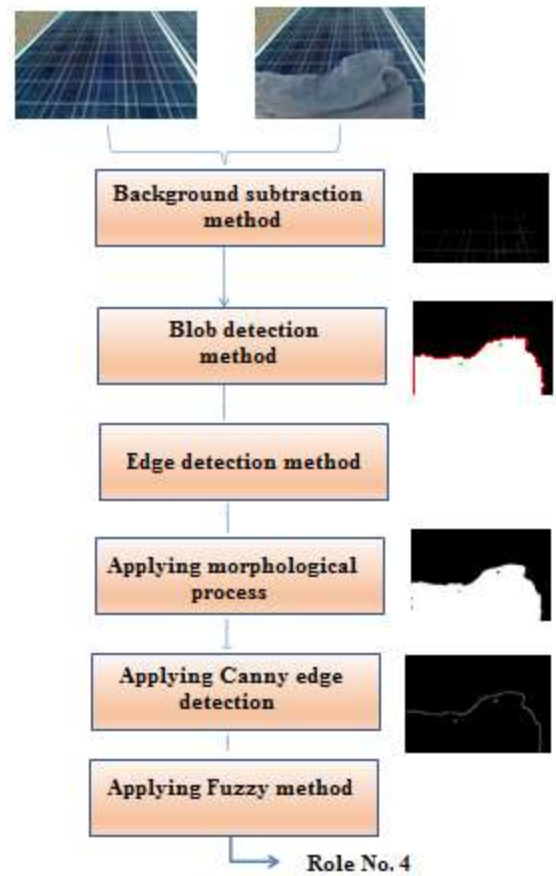 Background subtraction
method
Blob detection
method
Edge detection method
Applying morphological
process
Applying Canny edge
detection
Applying Fuzzy method
Role No. 4